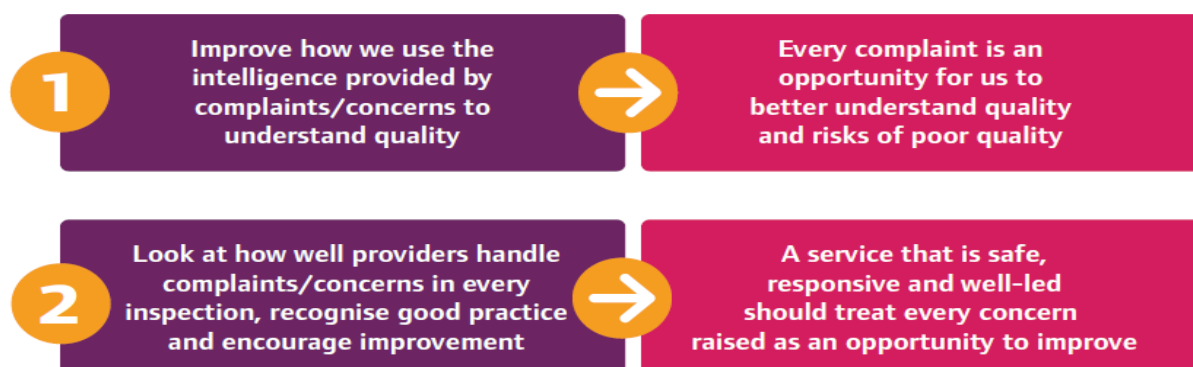 1
Improve how we use the
intelligence provided by
complaints/concerns to
understand quality
Every complaint is an
opportunity for us to
better understand quality
and risks of poor quality
2
Look at how well providers handle
complaints/concerns in every
inspection, recognise good practice
and encourage improvement
A service that is safe,
responsive and well-led
should treat every concern
raised as an opportunity to improve